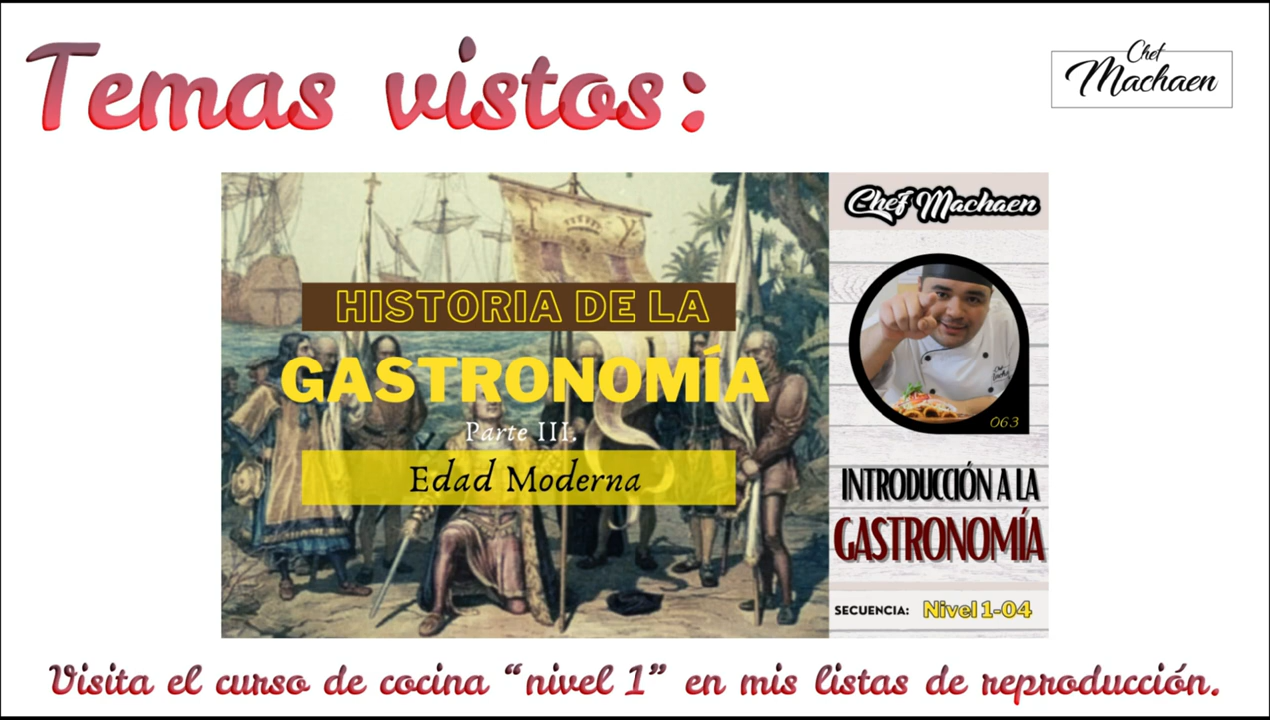 Temas vistos:
Chef
Machaen
HISTORIA DE LA
GASTRONOMÍA
Parte III.
Edad Moderna
Chef Machaen
063
INTRODUCCIÓN A LA
GASTRONOMÍA
SECUENCIA: Nivel 1-04
Visita el curso de cocina “nivel 1” en mis listas de reproducción.